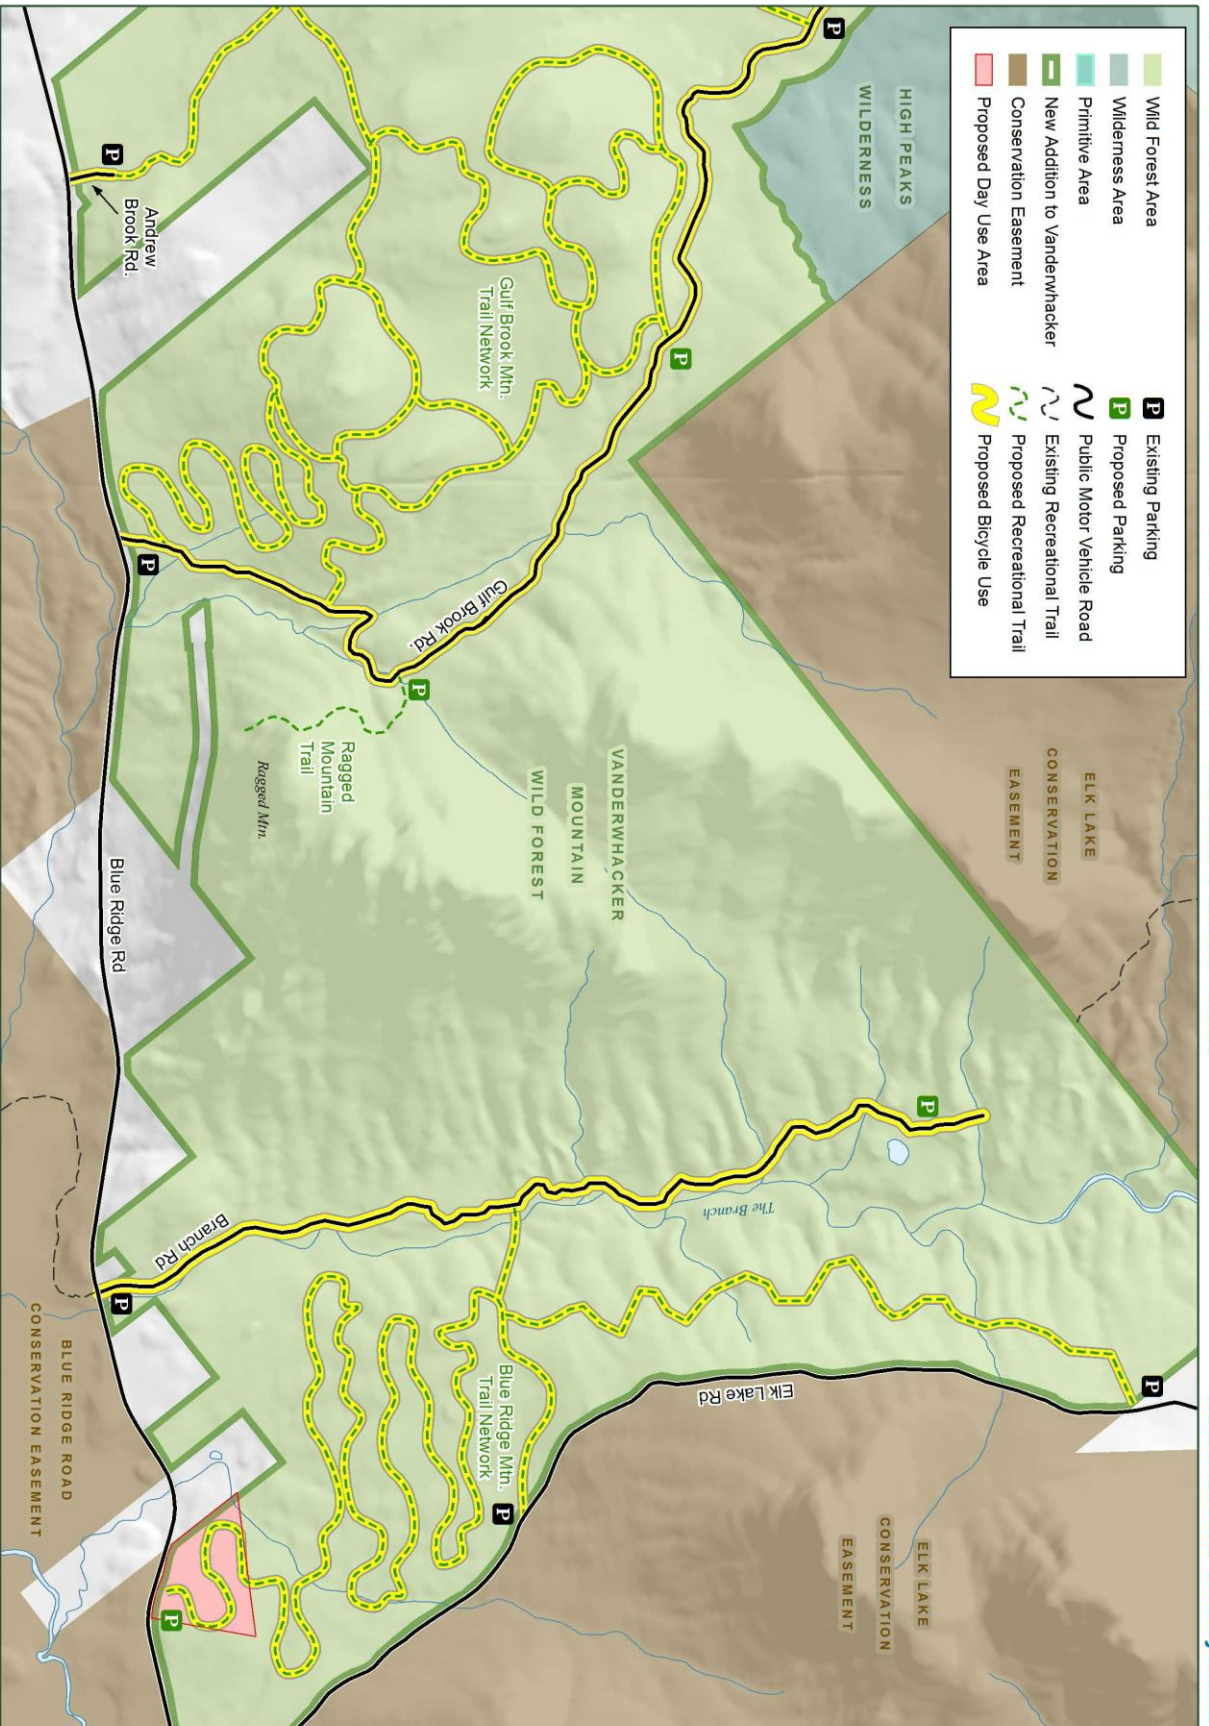 Wild Forest Area
Wilderness Area
Primitive Area
New Addition to Vanderwhacker
Conservation Easement
Proposed Day Use Area
P Existing Parking
P Proposed Parking
Public Motor Vehicle Road
Existing Recreational Trail
Proposed Recreational Trail
Proposed Bicycle Use
HIGH PEAKS
WILDERNESS
P
P
P
P
P
P
P
P
P
P
Andrew
Brook Rd.
Gulf Brook Mtn.
Trail Network
Gulf Brook Rd.
Ragged
Mountain
Trail
Ragged Mtn.
VANDERWHACKER
MOUNTAIN
WILD FOREST
ELK LAKE
CONSERVATION
EASEMENT
Blue Ridge Rd
The Branch
Branch Rd
Elk Lake Rd
Blue Ridge Mtn.
Trail Network
ELK LAKE
CONSERVATION
EASEMENT
BLUE RIDGE ROAD
CONSERVATION EASEMENT